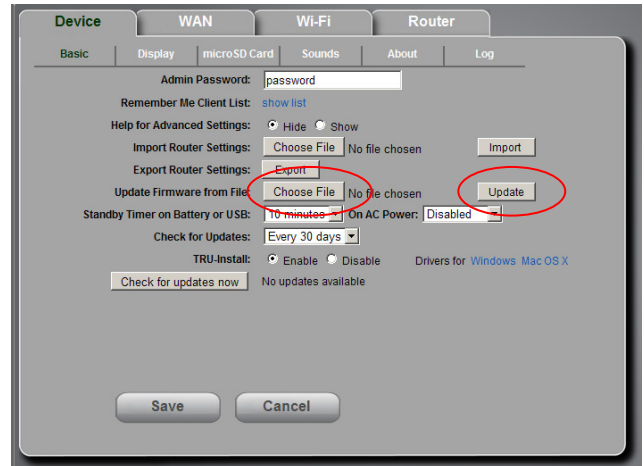 Device WAN Wi-Fi Router
Basic Display microSD Card Sounds About Log
Admin Password: password
Remember Me Client List: show list
Help for Advanced Settings: Hide Show
Import Router Settings: Choose File No file chosen Import
Export Router Settings: Export
Update Firmware from File: Choose File No file chosen Update
Standby Timer on Battery or USB: 10 minutes On AC Power: Disabled
Check for Updates: Every 30 days
TRU-Install: Enable Disable Drivers for Windows Mac OS X
Check for updates now No updates available
Save Cancel